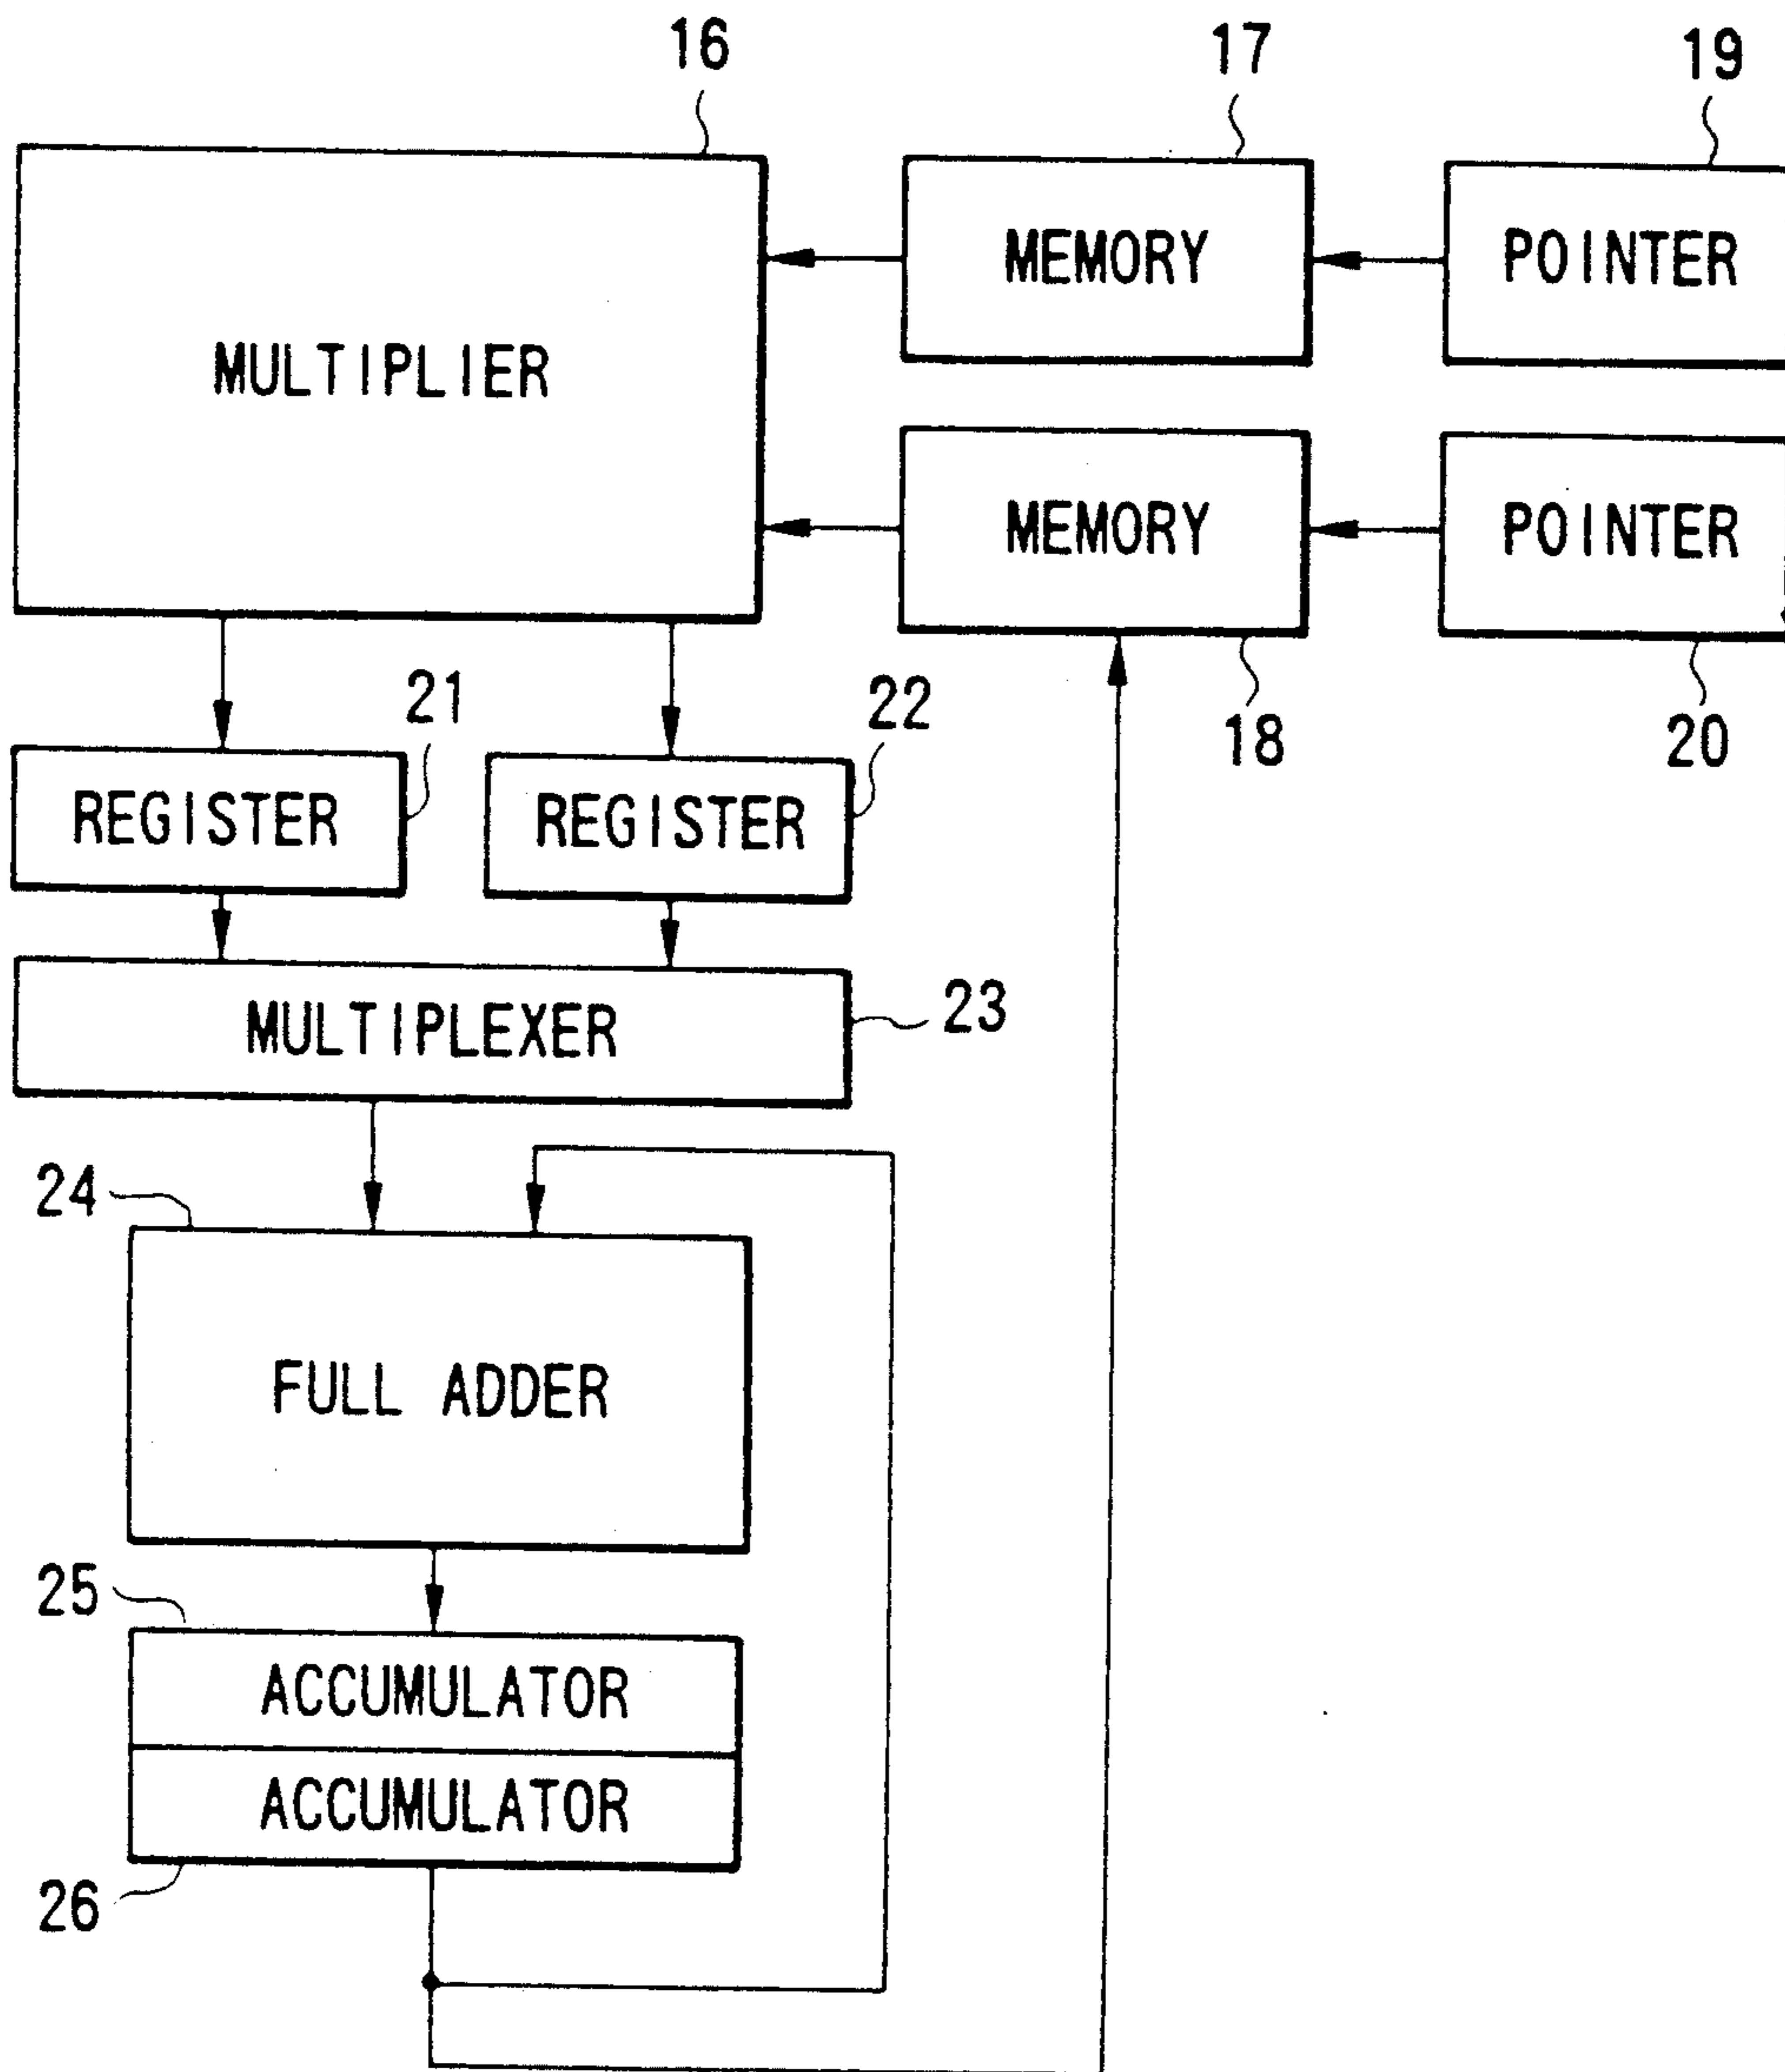 16
17
19
MULTIPLIER
MEMORY
POINTER
MEMORY
POINTER
18
20
21
22
REGISTER
REGISTER
MULTIPLEXER
23
24
FULL ADDER
25
ACCUMULATOR
ACCUMULATOR
26